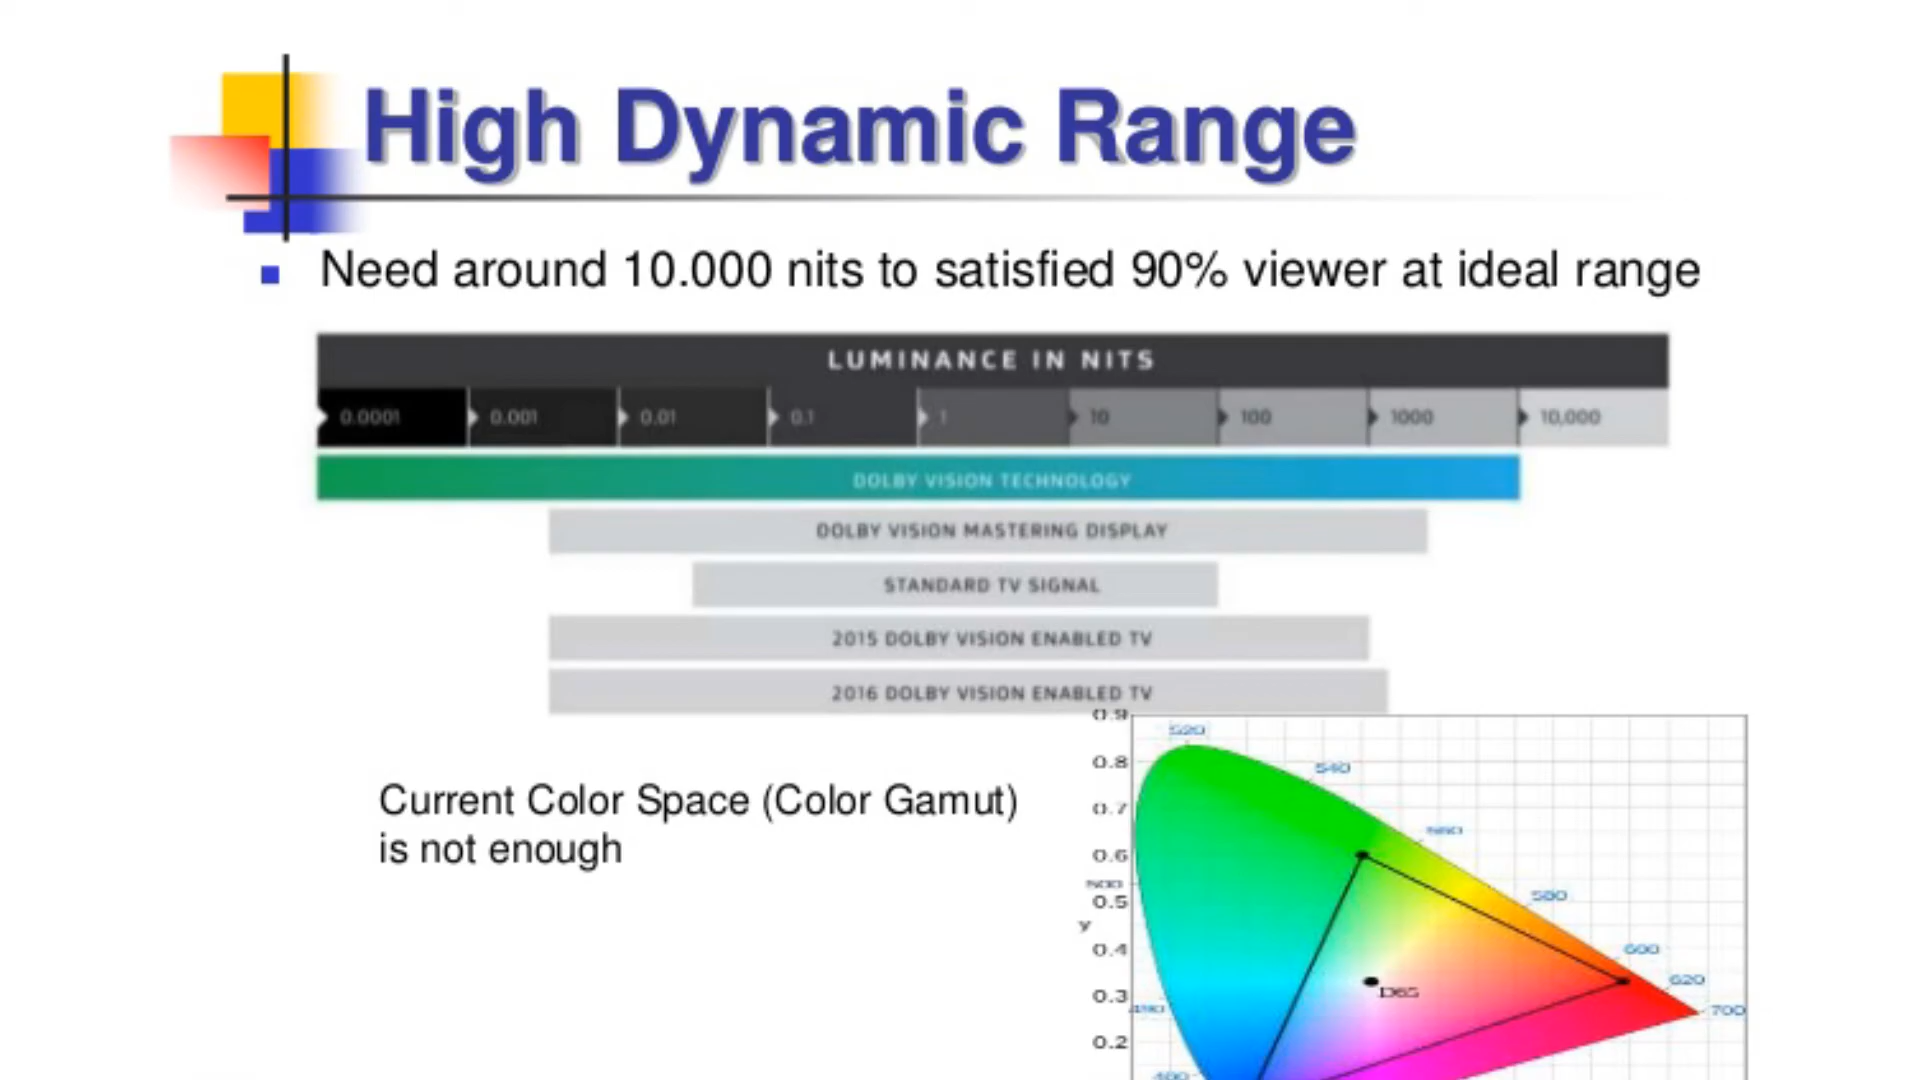 High Dynamic Range
Need around 10.000 nits to satisfied 90% viewer at ideal range
LUMINANCE IN NITS
0.0001 0.001 0.01 0.1 1 10 100 1000 10,000
DOLBY VISION TECHNOLOGY
DOLBY VISION MASTERING DISPLAY
STANDARD TV SIGNAL
2015 DOLBY VISION ENABLED TV
2016 DOLBY VISION ENABLED TV
Current Color Space (Color Gamut)
is not enough
0.9
520
0.8
540
0.7
560
0.6
500
580
0.5
y
0.4
600
620
D65
0.3
490
700
0.2
480